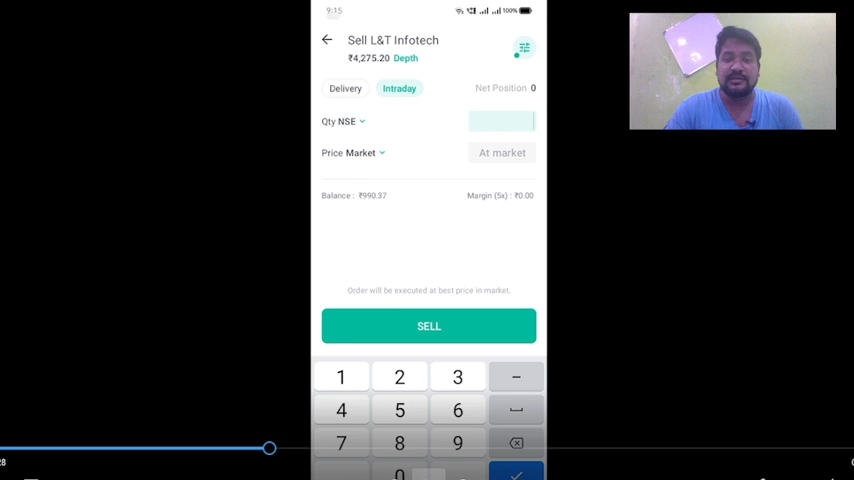 9:15
100%
Sell L&T Infotech
₹4,275.20 Depth
Delivery Intraday Net Position 0
Qty NSE
Price Market At market
Balance : ₹990.37 Margin (5x) : ₹0.00
Order will be executed at best price in market.
SELL
1 2 3 –
4 5 6
7 8 9
0
28